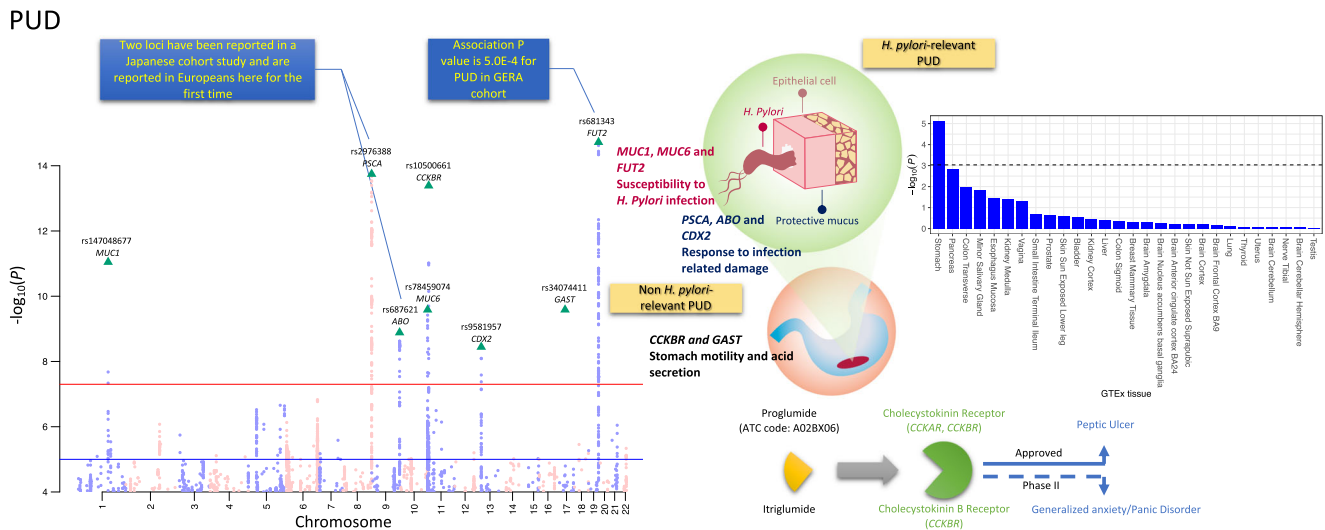 PUD
Two loci have been reported in a
Japanese cohort study and are
reported in Europeans here for the
first time
Association P
value is 5.0E-4 for
PUD in GERA
cohort
-log10(P)
14
12
10
8
6
4
rs147048677
MUC1
rs2976388
PSCA
rs687621
ABO
rs10500661
CCKBR
rs78459074
MUC6
rs9581957
CDX2
rs34074411
GAST
rs681343
FUT2
1
2
3
4
5
6
7
8
9
10
11
12
13
14
15
16
17
18
19
20
21
22
Chromosome
H. pylori-relevant
PUD
Epithelial cell
H. Pylori
Protective mucus
MUC1, MUC6 and
FUT2
Susceptibility to
H. Pylori infection
PSCA, ABO and
CDX2
Response to infection
related damage
Non H. pylori-
relevant PUD
CCKBR and GAST
Stomach motility and acid
secretion
−log10(P)
5
4
3
2
1
0
Stomach
Pancreas
Colon Transverse
Minor Salivary Gland
Esophagus Mucosa
Kidney Medulla
Vagina
Small Intestine Terminal Ileum
Prostate
Skin Sun Exposed Lower leg
Bladder
Kidney Cortex
Liver
Colon Sigmoid
Breast Mammary Tissue
Brain Amygdala
Brain Nucleus accumbens basal ganglia
Brain Anterior cingulate cortex BA24
Skin Not Sun Exposed Suprapubic
Brain Cortex
Brain Frontal Cortex BA9
Lung
Thyroid
Uterus
Brain Cerebellum
Nerve Tibial
Brain Cerebellar Hemisphere
Testis
GTEx tissue
Proglumide
(ATC code: A02BX06)
Itriglumide
Cholecystokinin Receptor
(CCKAR, CCKBR)
Cholecystokinin B Receptor
(CCKBR)
Peptic Ulcer
Approved
Phase II
Generalized anxiety/Panic Disorder